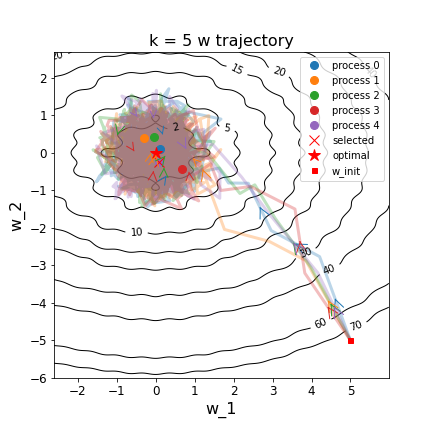 k = 5 w trajectory
w_2
2
1
0
−1
−2
−3
−4
−5
−6
−2
−1
0
1
2
3
4
5
w_1
process 0
process 1
process 2
process 3
process 4
selected
optimal
w_init
20
15
20
2
5
10
30
40
60
70